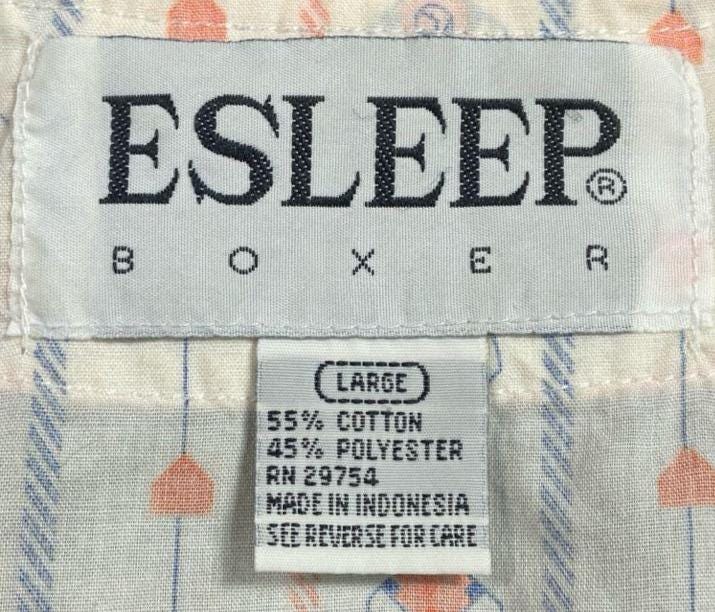 ESLEEP®
BOXER
LARGE
55% COTTON
45% POLYESTER
RN 29754
MADE IN INDONESIA
SEE REVERSE FOR CARE